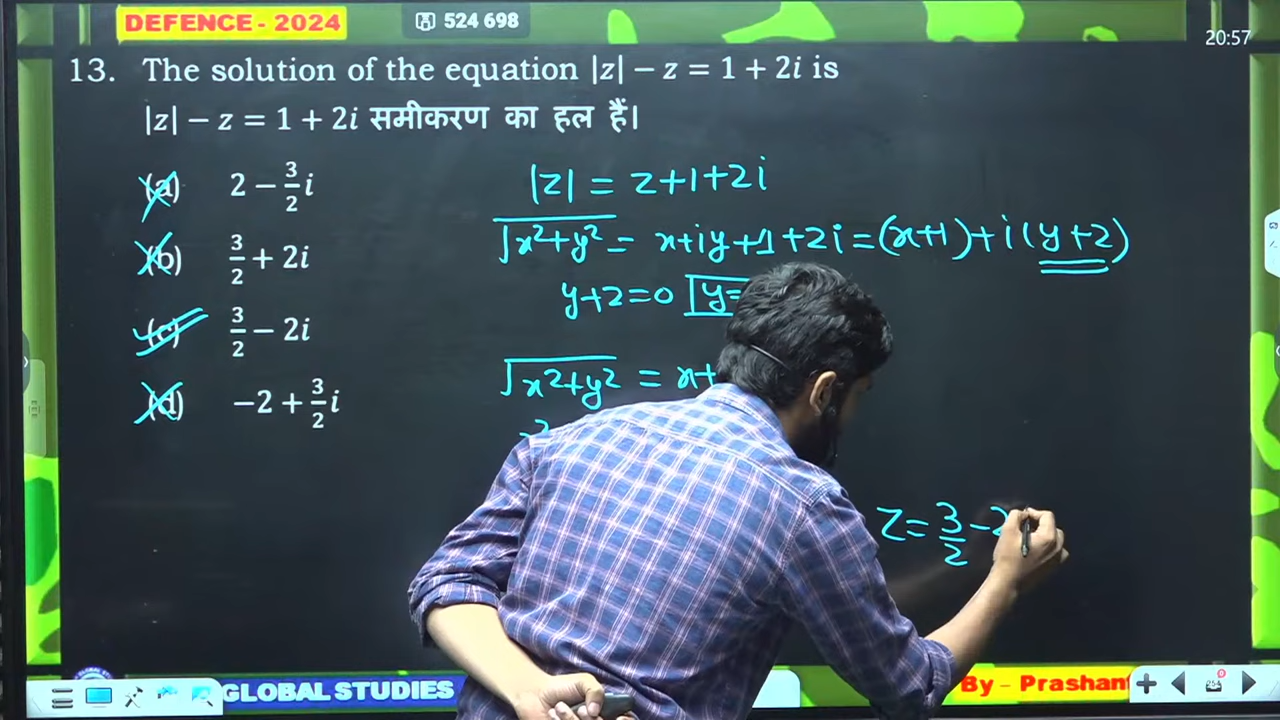 DEFENCE - 2024
524 698
20:57
13. The solution of the equation |z| − z = 1 + 2i is
|z| − z = 1 + 2i समीकरण का हल हैं।
(a) 2 − 3/2 i
(b) 3/2 + 2i
(c) 3/2 − 2i
(d) −2 + 3/2 i
|z| = z+1+2i
√x²+y² = x+iy+1+2i = (x+1)+i(y+2)
y+2=0 y=
√x²+y² = x+
z = 3/2 − 2
GLOBAL STUDIES
By - Prashant